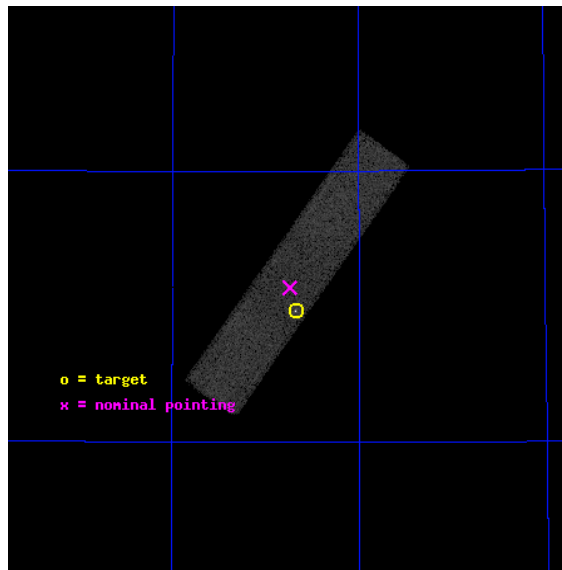 o = target
x = nominal pointing